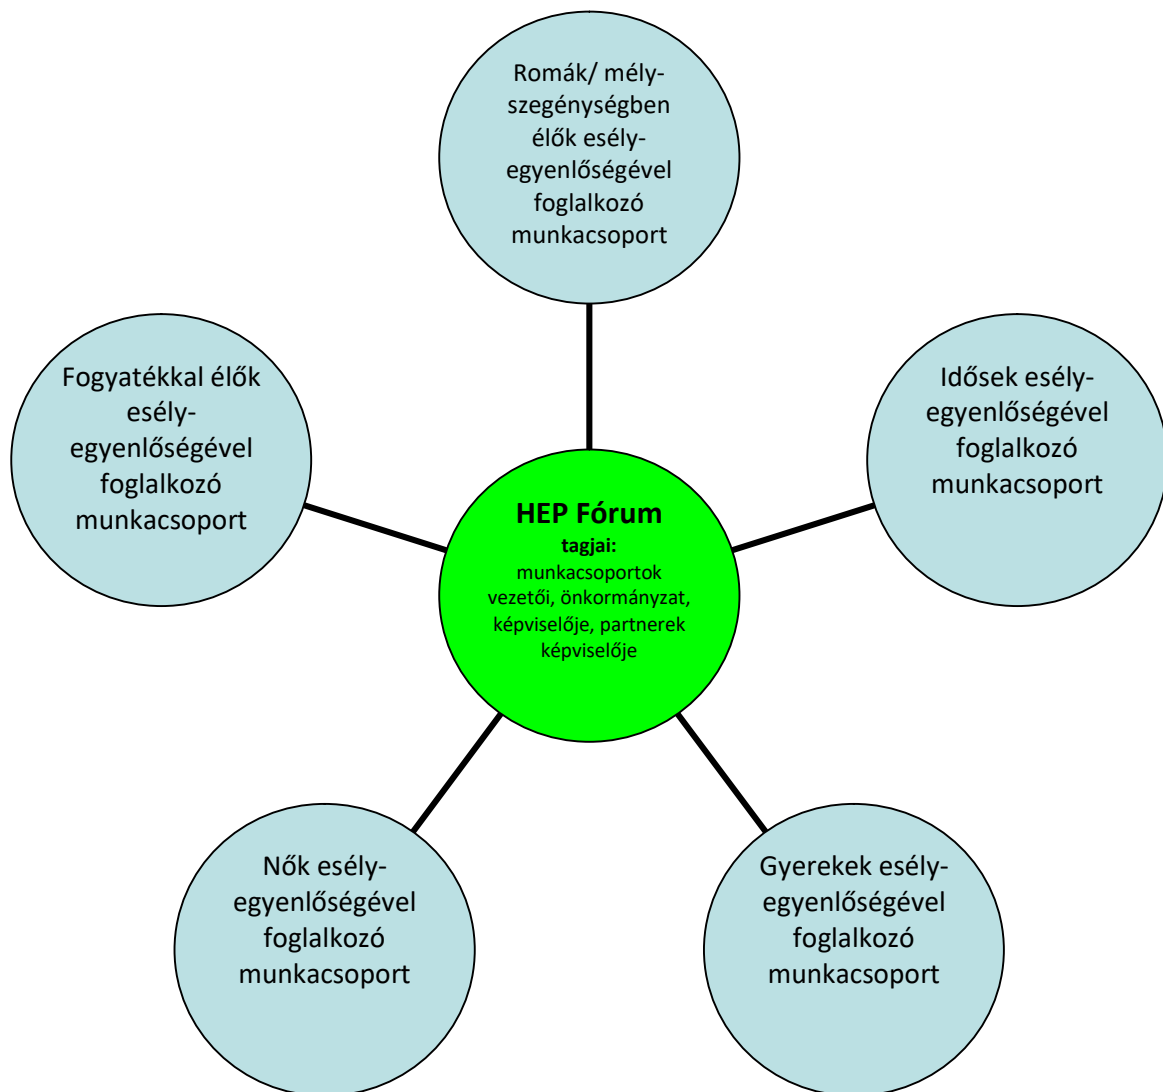 Romák/ mély-
szegénységben
élők esély-
egyenlőségével
foglalkozó
munkacsoport
Fogyatékkal élők
esély-
egyenlőségével
foglalkozó
munkacsoport
Idősek esély-
egyenlőségével
foglalkozó
munkacsoport
HEP Fórum
tagjai:
munkacsoportok
vezetői, önkormányzat,
képviselője, partnerek
képviselője
Nők esély-
egyenlőségével
foglalkozó
munkacsoport
Gyerekek esély-
egyenlőségével
foglalkozó
munkacsoport